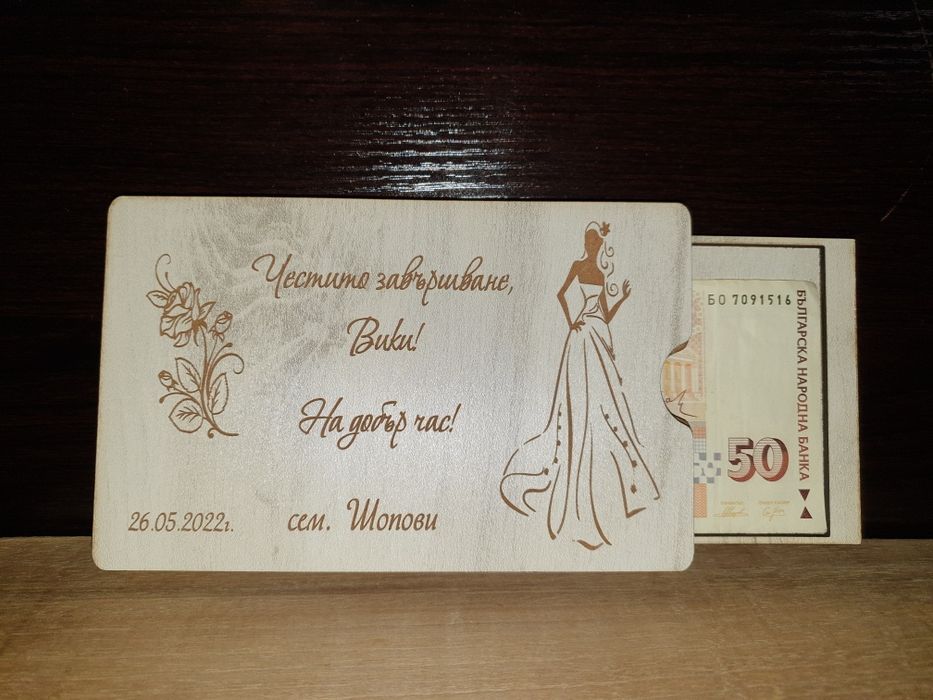 Честито завършване,
Вики!
На добър час!
26.05.2022г.
сем. Шопови
БО 7091516
БЪЛГАРСКА НАРОДНА БАНКА
50